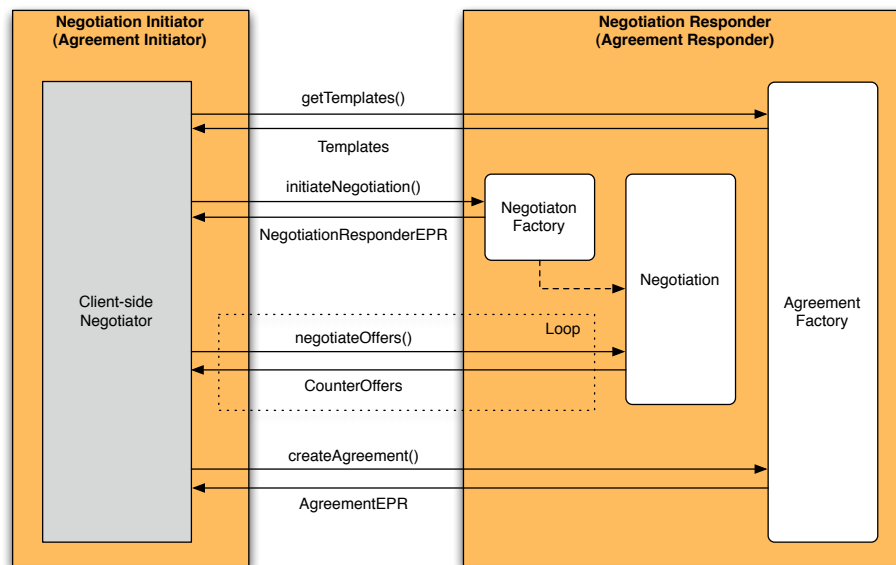 Negotiation Initiator
(Agreement Initiator)
Negotiation Responder
(Agreement Responder)
getTemplates()
Templates
initiateNegotiation()
NegotiationResponderEPR
Negotiaton
Factory
Negotiation
Client-side
Negotiator
Agreement
Factory
Loop
negotiateOffers()
CounterOffers
createAgreement()
AgreementEPR